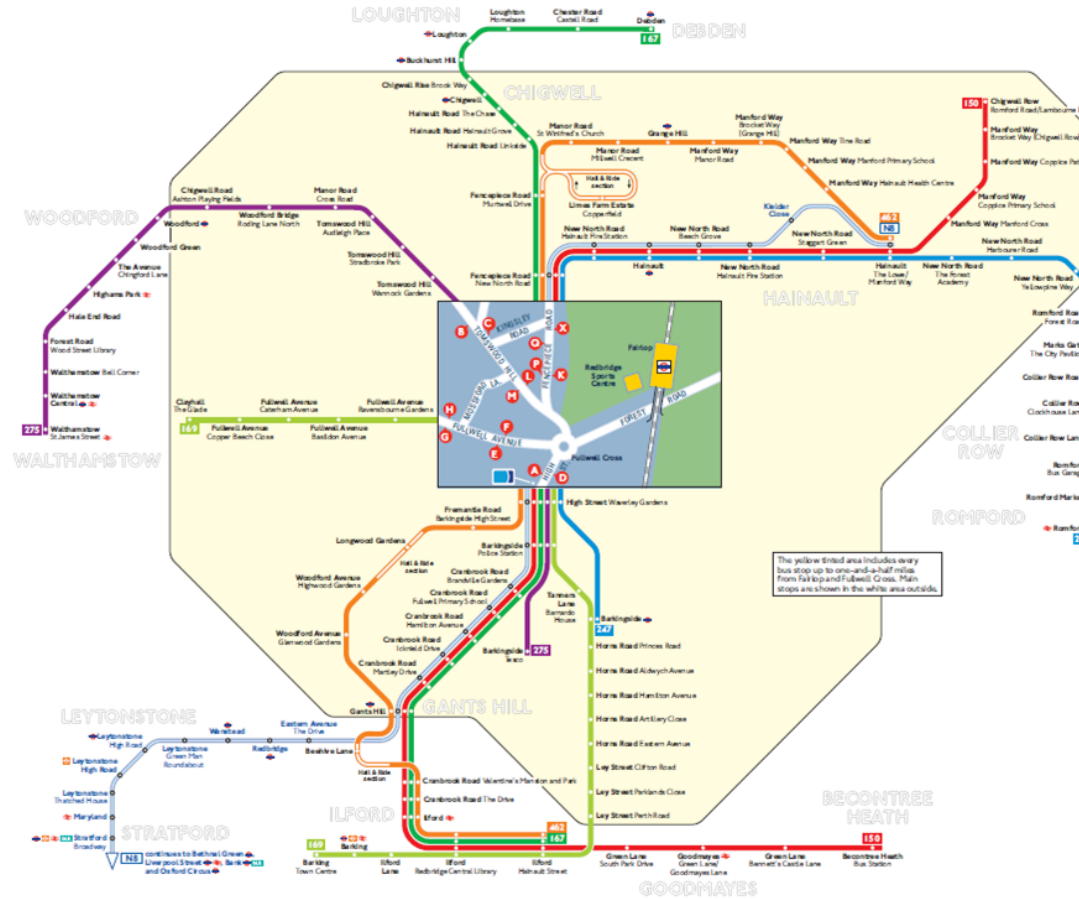 LOUGHTON
Loughton
Homebase
Chester Road
Castell Road
Debden
167
DEBDEN
Loughton
Buckhurst Hill
Chigwell Rise Brook Way
Chigwell
CHIGWELL
Hainault Road The Chase
Hainault Road Hainault Grove
Hainault Road Linkside
Manor Road
St Winifred's Church
Grange Hill
Manford Way
Brocket Way
(Grange Hill)
Manor Road
Millwell Crescent
Manford Way
Manor Road
Manford Way Tine Road
Manford Way Manford Primary School
Manford Way Hainault Health Centre
150
Chigwell Row
Romford Road/Lambourne
Manford Way
Brocket Way (Chigwell Row)
Manford Way Coppice
Manford Way
Coppice Primary School
Manford Way Manford Cross
Hail & Ride
section
Limes Farm Estate
Copperfield
Fencepiece Road
Murtwell Drive
Fencepiece Road
New North Road
New North Road
Hainault Fire Station
New North Road
Beech Grove
Kielder
Close
462
N8
New North Road
Staggart Green
New North Road
Harbourer Road
Hainault
New North Road
Hainault Fire Station
Hainault
The Lowe/
Manford Way
New North Road
The Forest
Academy
New North Road
Yellowpine Way
HAINAULT
WOODFORD
Chigwell Road
Ashton Playing Fields
Manor Road
Cross Road
Woodford
Woodford Bridge
Roding Lane North
Tomswood Hill
Audleigh Place
Woodford Green
Tomswood Hill
Stradbroke Park
The Avenue
Chingford Lane
Tomswood Hill
Wannock Gardens
Highams Park
Hale End Road
Forest Road
Wood Street Library
Walthamstow Bell Corner
Walthamstow
Central
275
Walthamstow
St James Street
WALTHAMSTOW
Clayhall
The Glade
169
Fullwell Avenue
Caterham Avenue
Fullwell Avenue
Ravensbourne Gardens
Fullwell Avenue
Copper Beech Close
Fullwell Avenue
Basildon Avenue
B
C
KINGSLEY
ROAD
X
TOMSWOOD HILL
FENCEPIECE ROAD
Q
P
L
K
M
MOSSFORD LA.
H
G
F
E
FULLWELL AVENUE
A
D
HIGH ST.
Fullwell Cross
FOREST ROAD
Redbridge
Sports
Centre
Fairlop
Romford Road
Forest Road
Marks Gate
The City Pavilion
Collier Row Road
Collier Row
Clockhouse Lane
Collier Row Lane
COLLIER
ROW
Romford
Bus Garage
Romford Market
ROMFORD
Romford
High Street Waverley Gardens
Fremantle Road
Barkingside High Street
Longwood Gardens
Hail & Ride
section
Barkingside
Police Station
Woodford Avenue
Highwood Gardens
Cranbrook Road
Brandville Gardens
Cranbrook Road
Fullwell Primary School
Cranbrook Road
Hamilton Avenue
Woodford Avenue
Glenwood Gardens
Cranbrook Road
Icknield Drive
Cranbrook Road
Martley Drive
Tanners
Lane
Barnardo
House
Barkingside
Tesco
275
Barkingside
247
Horns Road Princes Road
Horns Road Aldwych Avenue
Horns Road Hamilton Avenue
Horns Road Artillery Close
Horns Road Eastern Avenue
Ley Street Clifton Road
Ley Street Parklands Close
Ley Street Perth Road
The yellow tinted area includes every
bus stop up to one-and-a-half miles
from Fairlop and Fullwell Cross. Main
stops are shown in the white area outside.
Gants Hill
GANTS HILL
LEYTONSTONE
Leytonstone
High Road
Wanstead
Eastern Avenue
The Drive
Leytonstone
Green Man
Roundabout
Redbridge
Beehive Lane
Hail & Ride
section
Leytonstone
High Road
Leytonstone
Thatched House
Maryland
Stratford
Broadway
STRATFORD
N8
continues to Bethnal Green
Liverpool Street Bank
and Oxford Circus
Cranbrook Road Valentine's Mansion and Park
Cranbrook Road The Drive
ILFORD
Ilford
462
167
169
Barking
Barking
Town Centre
Ilford
Lane
Ilford
Redbridge Central Library
Ilford
Hainault Street
Green Lane
South Park Drive
Goodmayes
Green Lane/
Goodmayes Lane
Green Lane
Bennett's Castle Lane
150
Becontree Heath
Bus Station
BECONTREE
HEATH
GOODMAYES